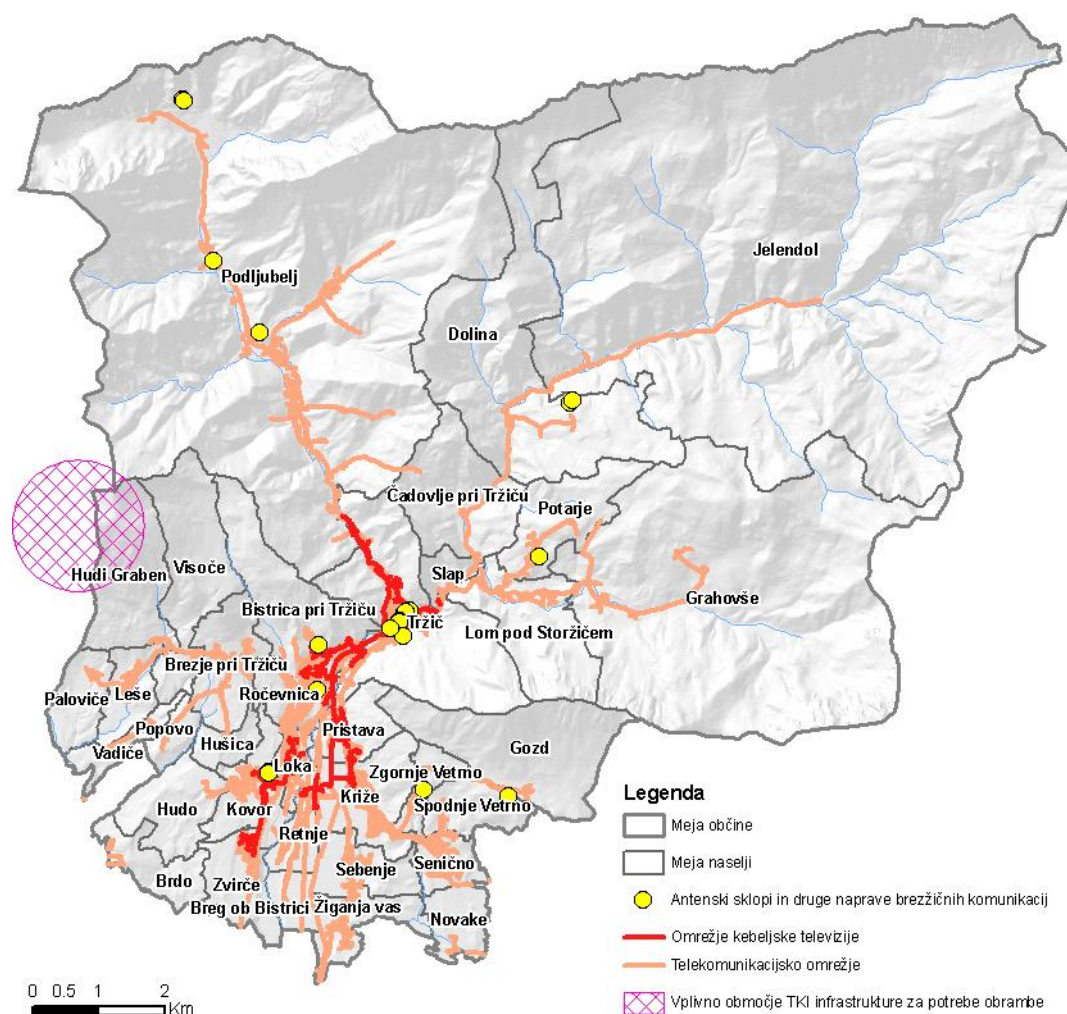 Podljubelj
Jelendol
Dolina
Čadovlje pri Tržiču
Potarje
Hudi Graben
Visoče
Slap
Grahovše
Bistrica pri Tržiču
Tržič
Lom pod Storžičem
Brezje pri Tržiču
Paloviče
Leše
Ročevnica
Popovo
Vadiče
Hušica
Pristava
Gozd
Loka
Zgornje Vetrno
Hudo
Kovor
Križe
Spodnje Vetrno
Retnje
Senično
Brdo
Zvirče
Sebenje
Breg ob Bistrici
Žiganja vas
Novake
Legenda
Meja občine
Meja naselji
Antenski sklopi in druge naprave brezžičnih komunikacij
Omrežje kebeljske televizije
Telekomunikacijsko omrežje
Vplivno območje TKI infrastrukture za potrebe obrambe
0 0.5 1 2
Km